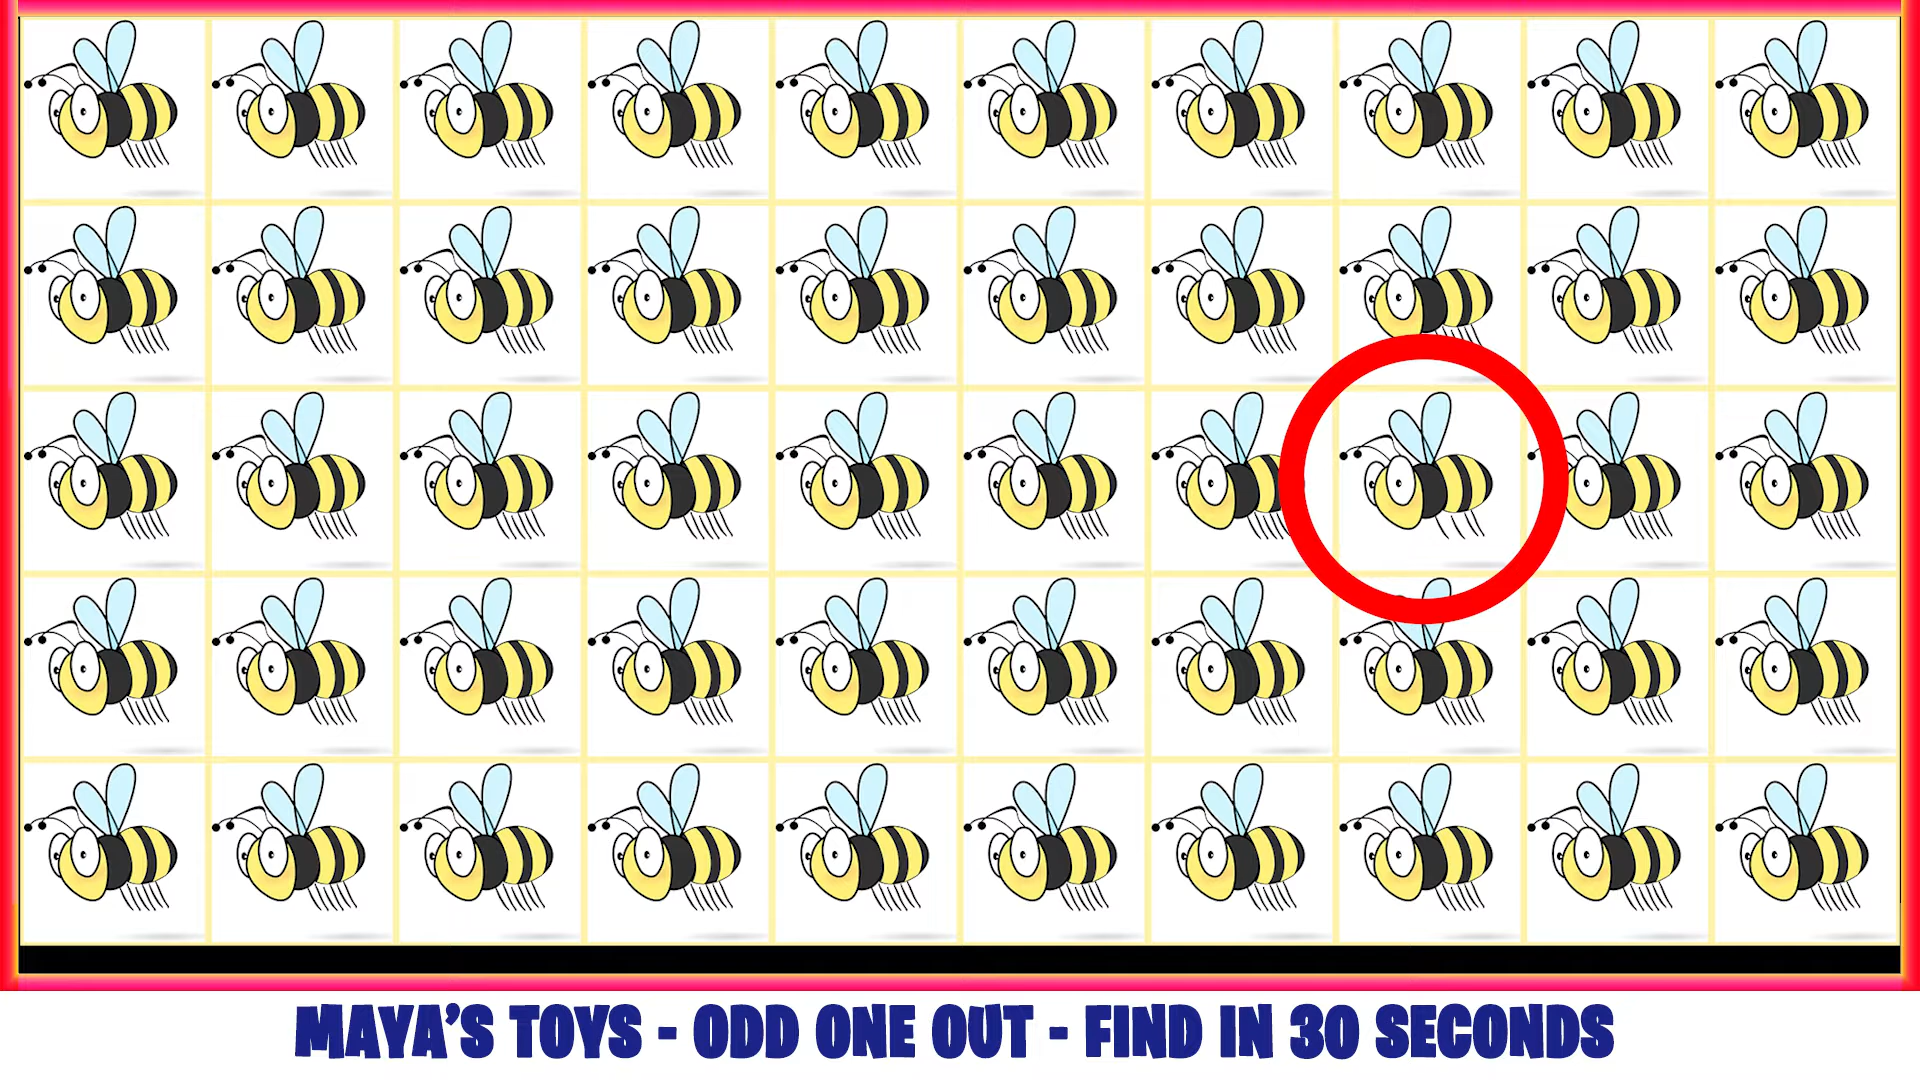 MAYA'S TOYS - ODD ONE OUT - FIND IN 30 SECONDS